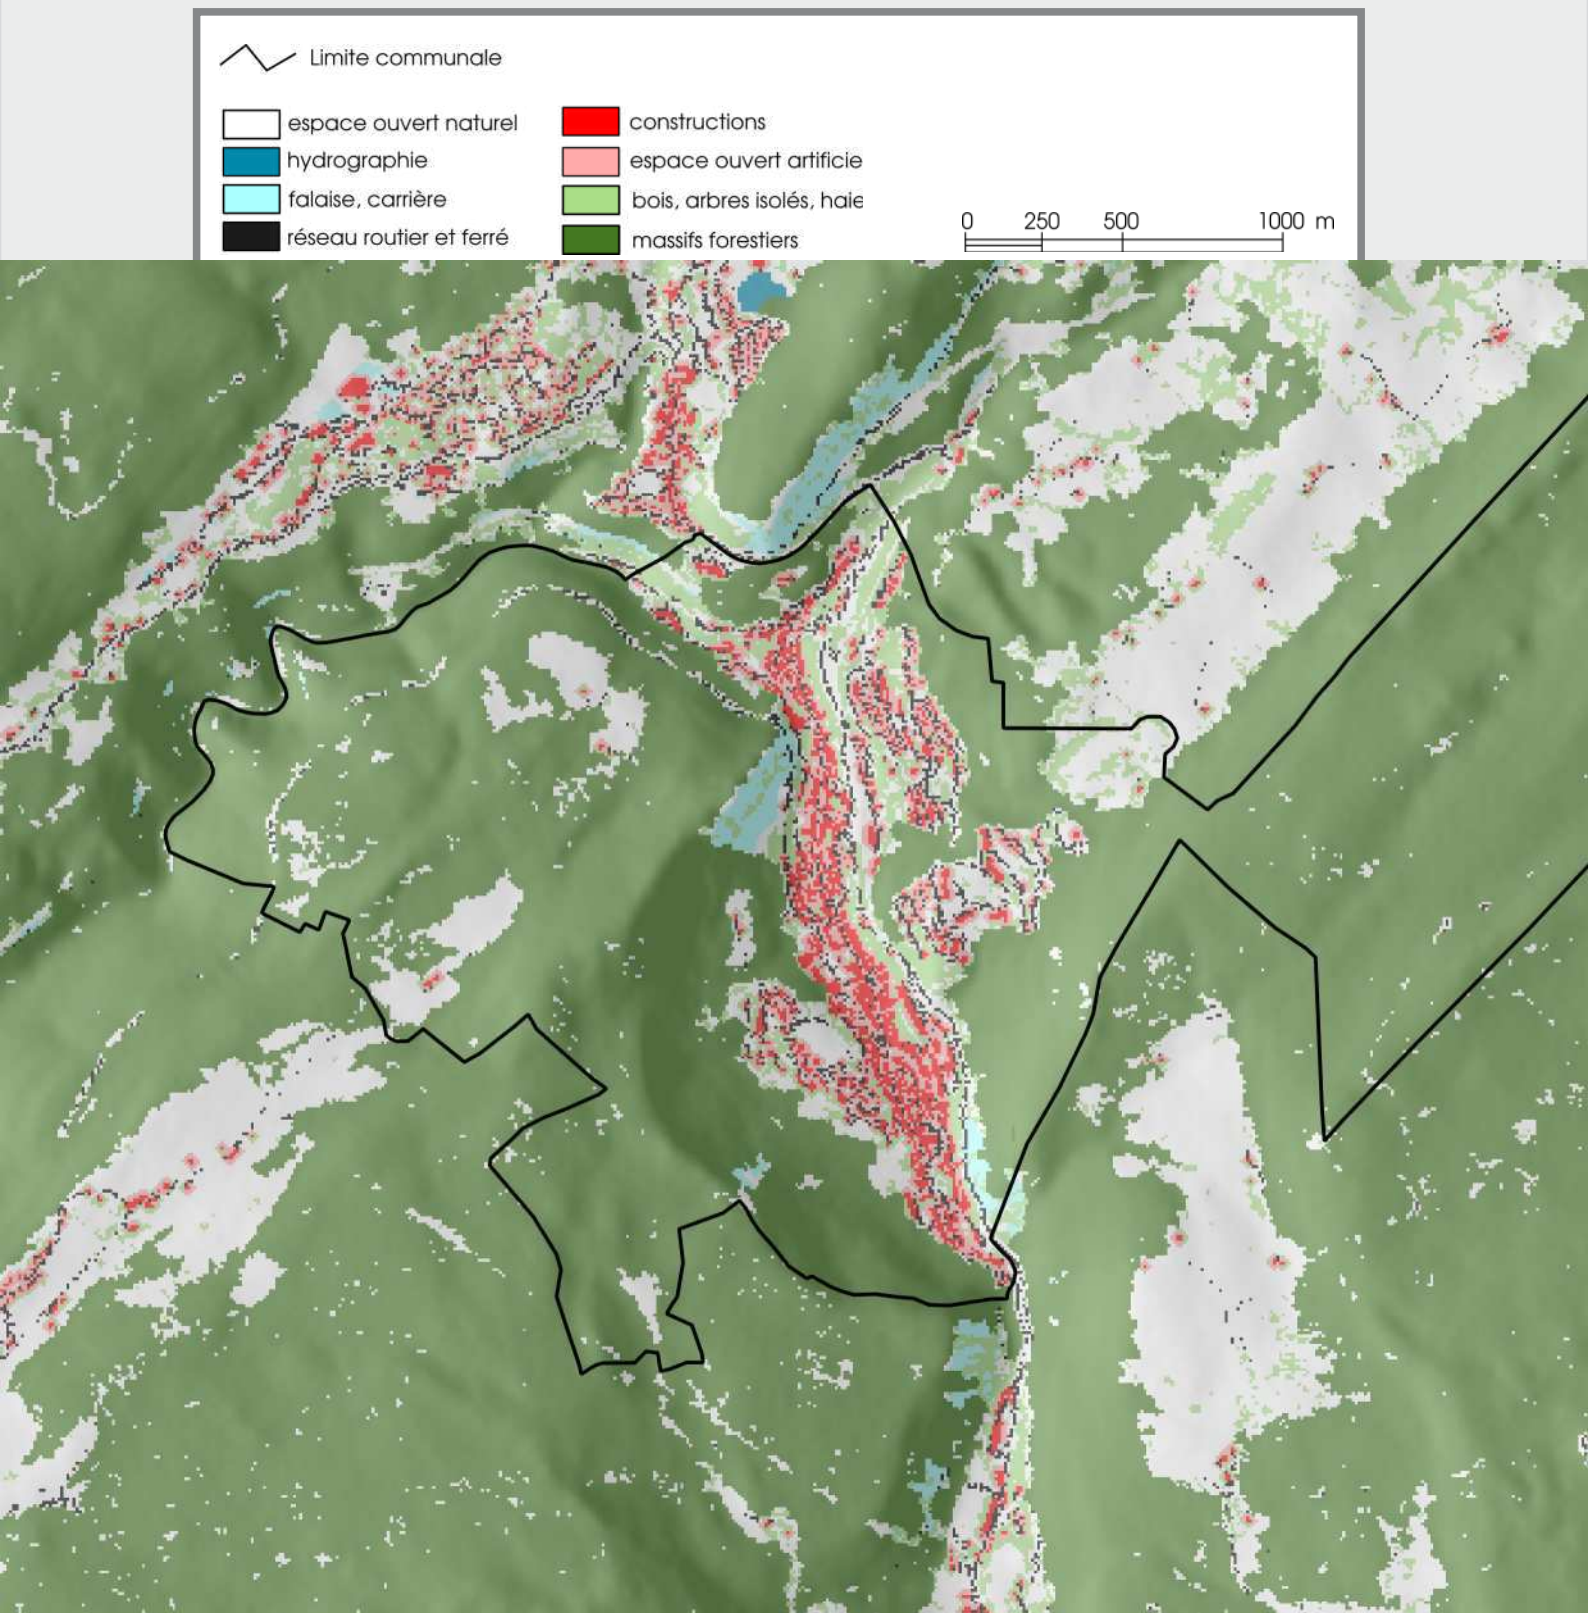 Limite communale
espace ouvert naturel
hydrographie
falaise, carrière
réseau routier et ferré
constructions
espace ouvert artificie
bois, arbres isolés, haie
massifs forestiers
0 250 500 1000 m